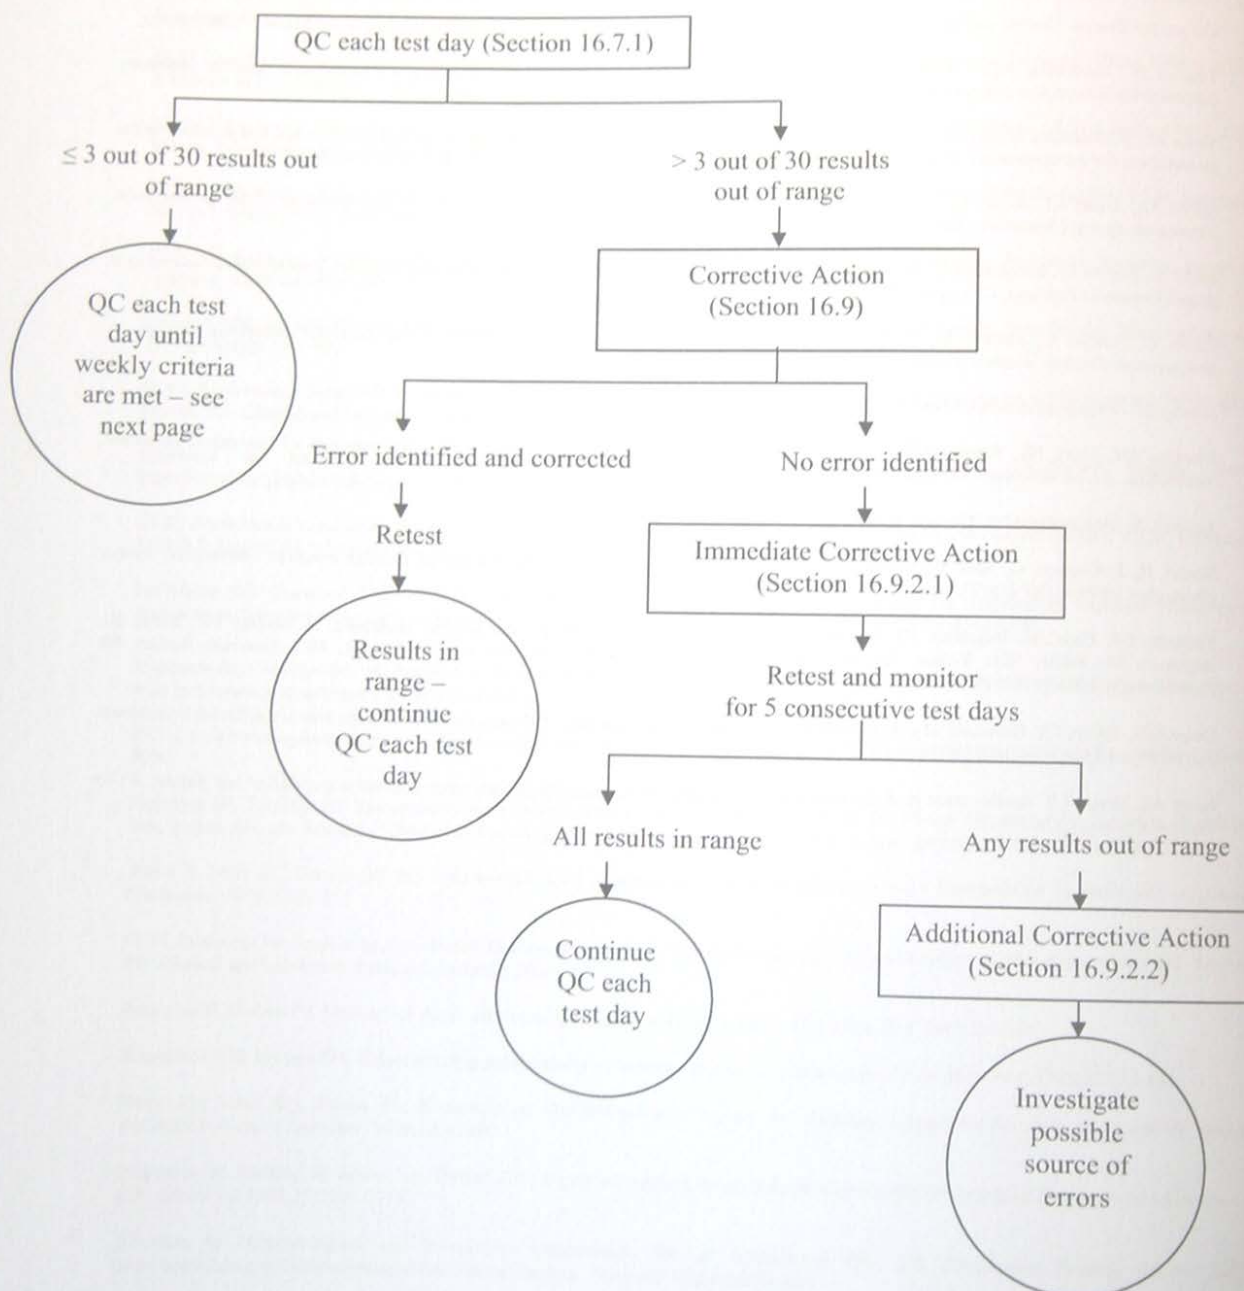 QC each test day (Section 16.7.1)
≤ 3 out of 30 results out
of range
> 3 out of 30 results
out of range
QC each test
day until
weekly criteria
are met – see
next page
Corrective Action
(Section 16.9)
Error identified and corrected
No error identified
Retest
Immediate Corrective Action
(Section 16.9.2.1)
Results in
range –
continue
QC each test
day
Retest and monitor
for 5 consecutive test days
All results in range
Any results out of range
Continue
QC each
test day
Additional Corrective Action
(Section 16.9.2.2)
Investigate
possible
source of
errors